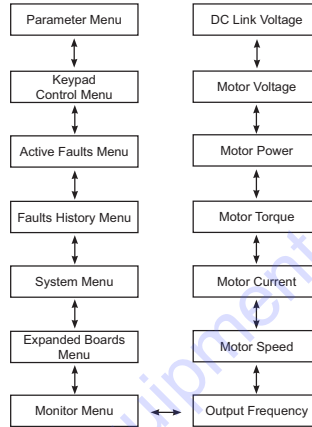 Parameter Menu
Keypad
Control Menu
Active Faults Menu
Faults History Menu
System Menu
Expanded Boards
Menu
Monitor Menu
DC Link Voltage
Motor Voltage
Motor Power
Motor Torque
Motor Current
Motor Speed
Output Frequency